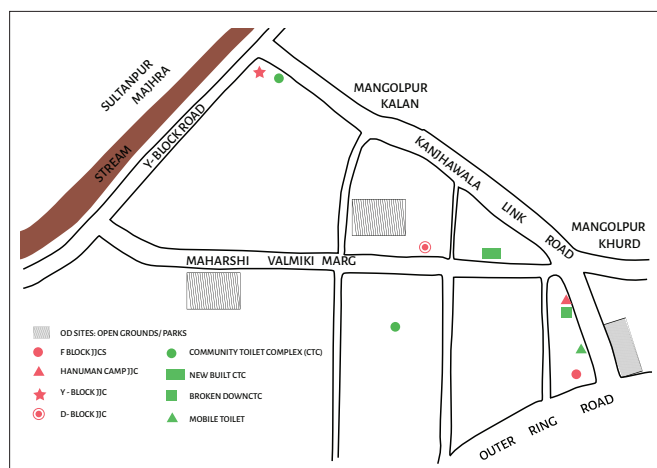 SULTANPUR
MAJHRA
STREAM
Y- BLOCK ROAD
MANGOLPUR
KALAN
KANJHAWALA
LINK
ROAD
MANGOLPUR
KHURD
MAHARSHI VALMIKI MARG
OD SITES: OPEN GROUNDS/ PARKS
F BLOCK JJCS
HANUMAN CAMP JJC
Y - BLOCK JJC
D- BLOCK JJC
COMMUNITY TOILET COMPLEX (CTC)
NEW BUILT CTC
BROKEN DOWNCTC
MOBILE TOILET
OUTER RING ROAD